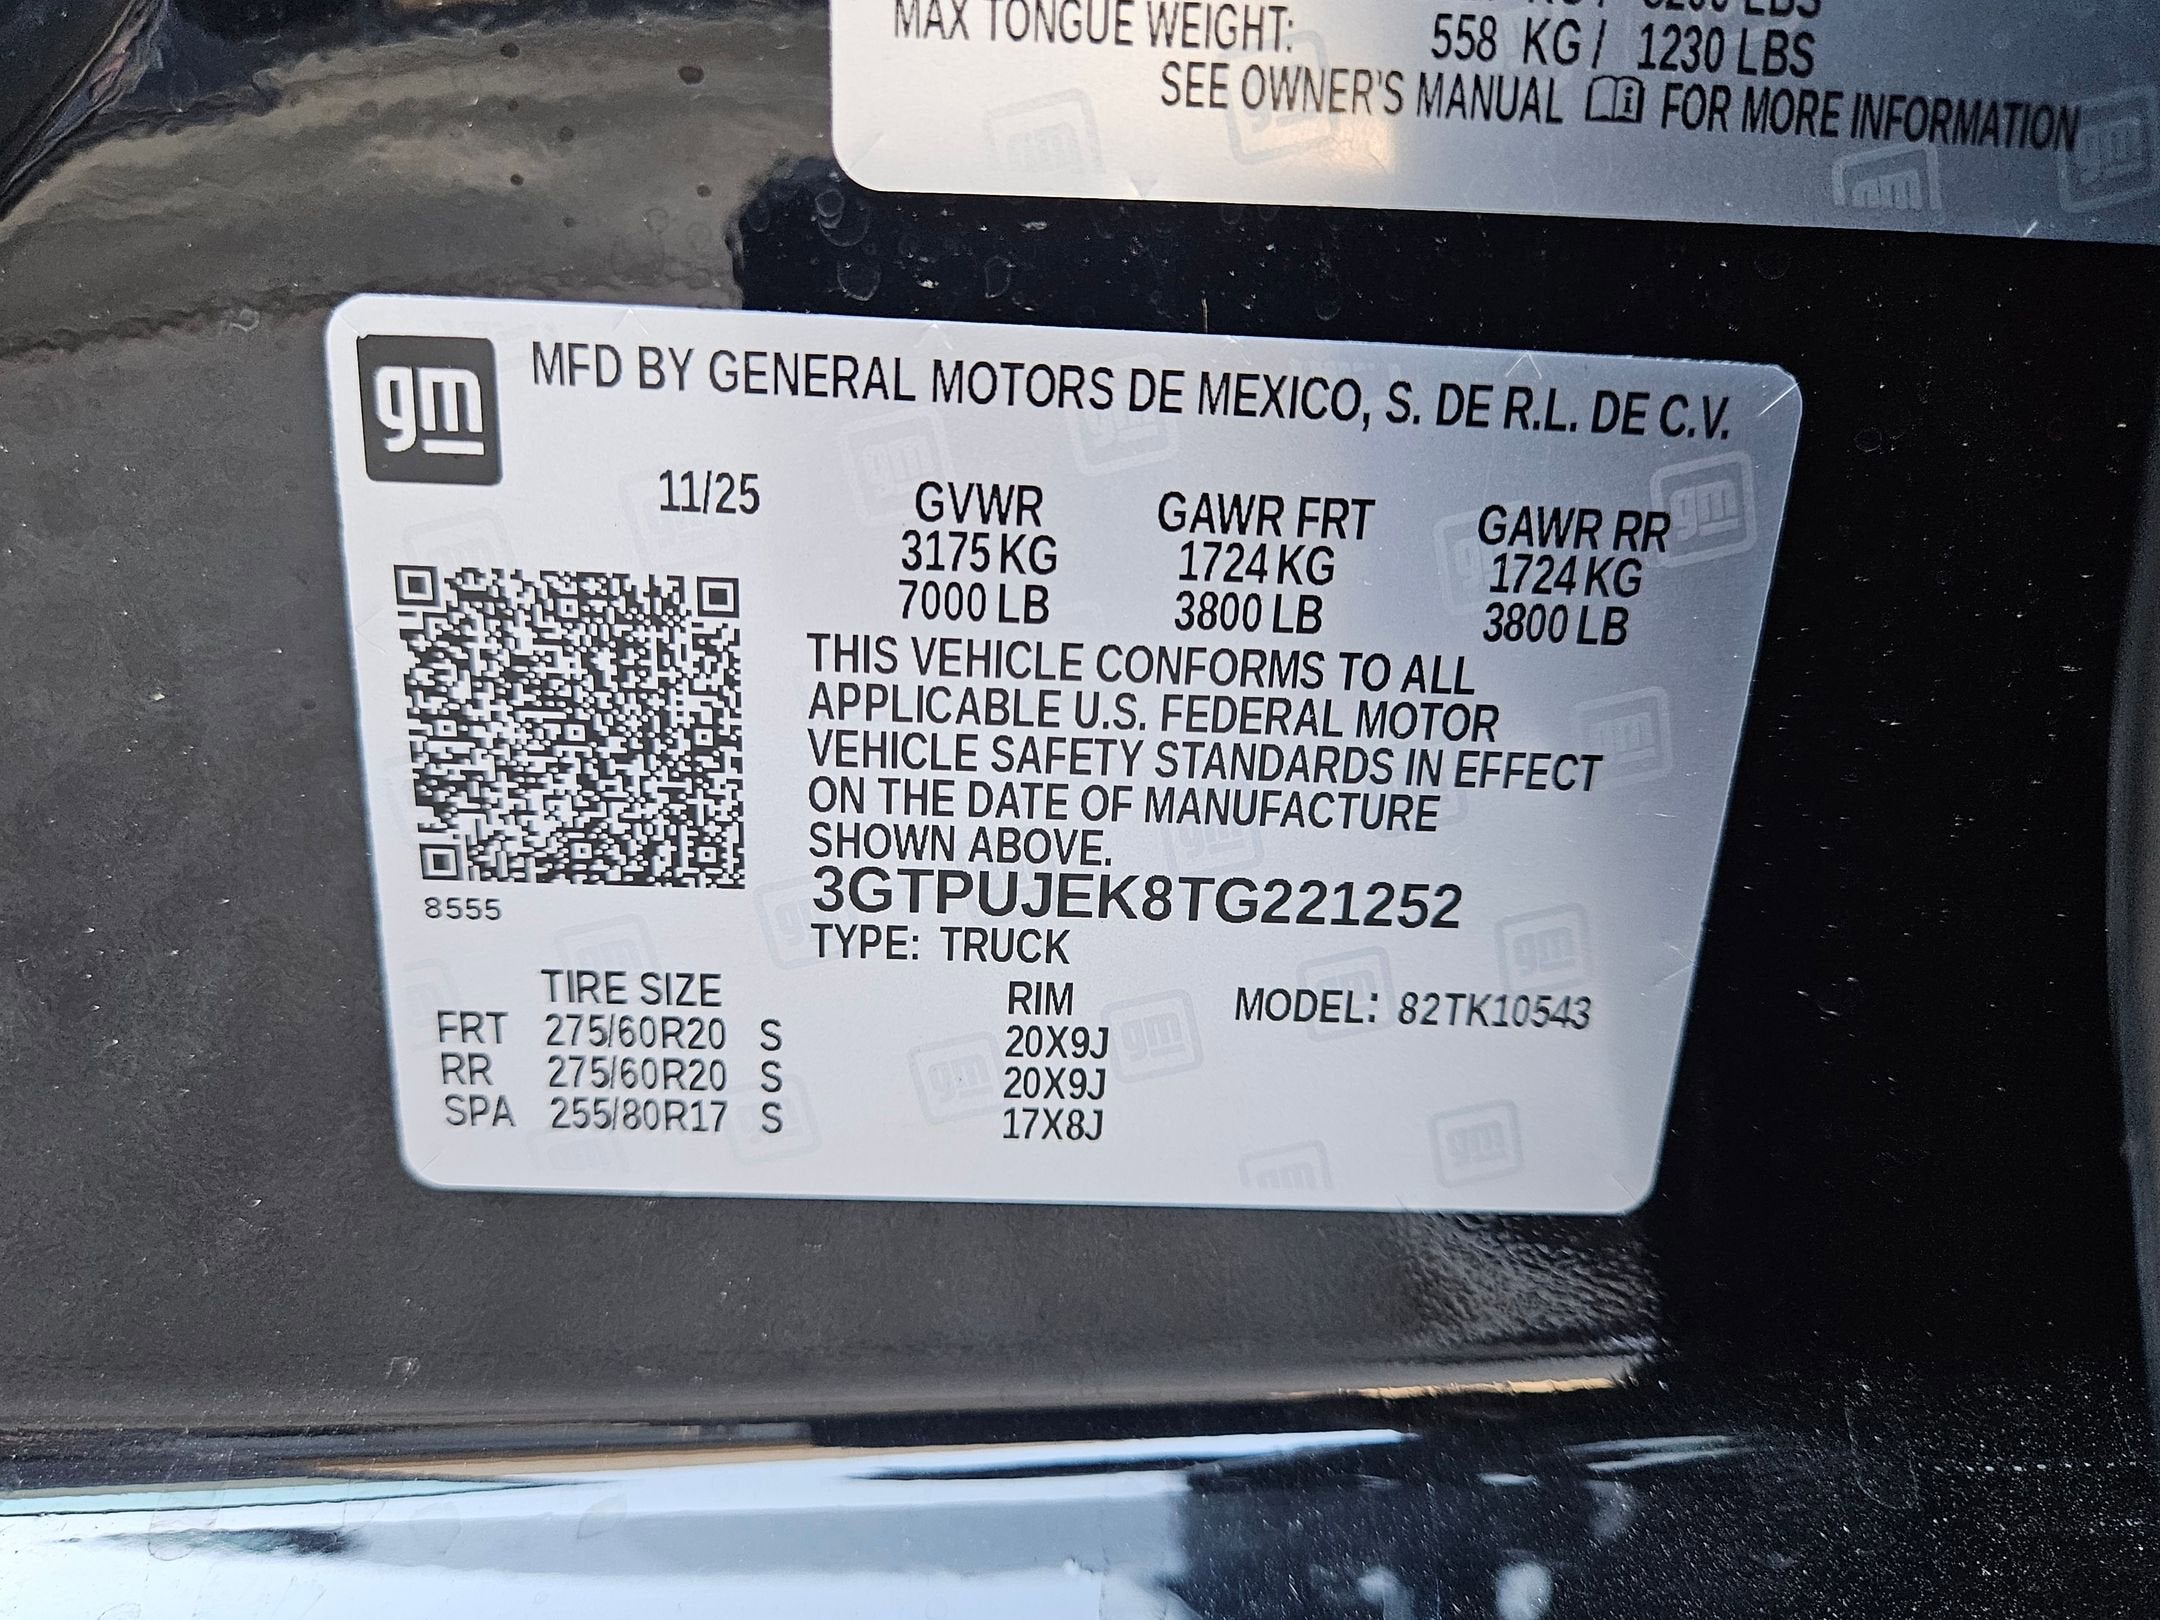 MAX TONGUE WEIGHT: 558 KG / 1230 LBS
SEE OWNER'S MANUAL FOR MORE INFORMATION
gm
MFD BY GENERAL MOTORS DE MEXICO, S. DE R.L. DE C.V.
11/25 GVWR GAWR FRT GAWR RR
3175 KG 1724 KG 1724 KG
7000 LB 3800 LB 3800 LB
THIS VEHICLE CONFORMS TO ALL
APPLICABLE U.S. FEDERAL MOTOR
VEHICLE SAFETY STANDARDS IN EFFECT
ON THE DATE OF MANUFACTURE
SHOWN ABOVE.
3GTPUJEK8TG221252
8555
TYPE: TRUCK
TIRE SIZE RIM MODEL: 82TK10543
FRT 275/60R20 S 20X9J
RR 275/60R20 S 20X9J
SPA 255/80R17 S 17X8J